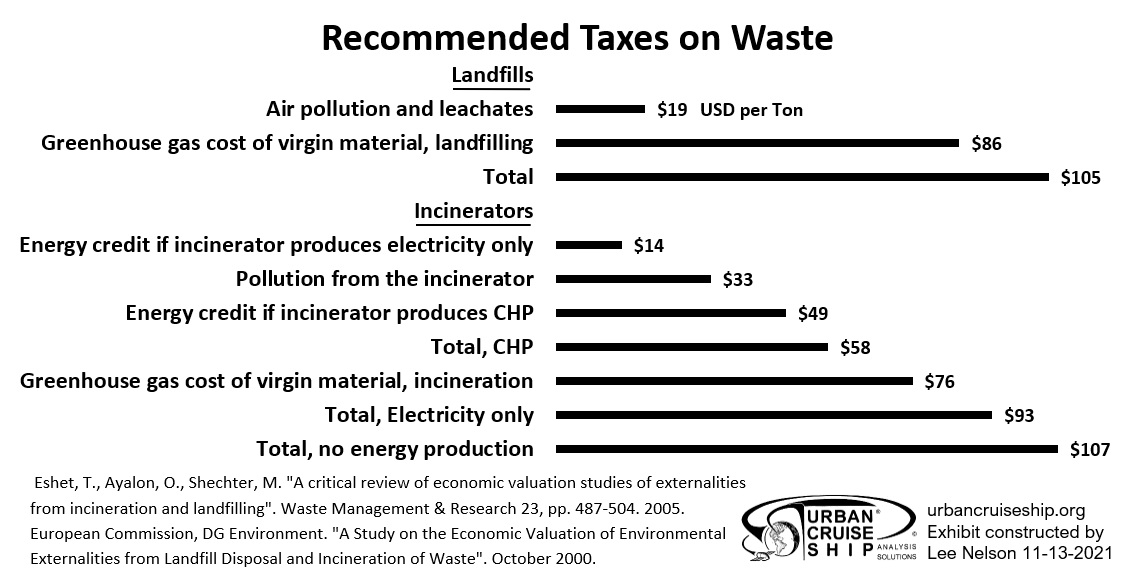 Recommended Taxes on Waste
Landfills
Air pollution and leachates $19 USD per Ton
Greenhouse gas cost of virgin material, landfilling $86
Total $105
Incinerators
Energy credit if incinerator produces electricity only $14
Pollution from the incinerator $33
Energy credit if incinerator produces CHP $49
Total, CHP $58
Greenhouse gas cost of virgin material, incineration $76
Total, Electricity only $93
Total, no energy production $107
Eshet, T., Ayalon, O., Shechter, M. "A critical review of economic valuation studies of externalities
from incineration and landfilling". Waste Management & Research 23, pp. 487-504. 2005.
European Commission, DG Environment. "A Study on the Economic Valuation of Environmental
Externalities from Landfill Disposal and Incineration of Waste". October 2000.
URBAN®
CRUISE ©
SHIP ANALYSIS
SOLUTIONS
urbancruiseship.org
Exhibit constructed by
Lee Nelson 11-13-2021